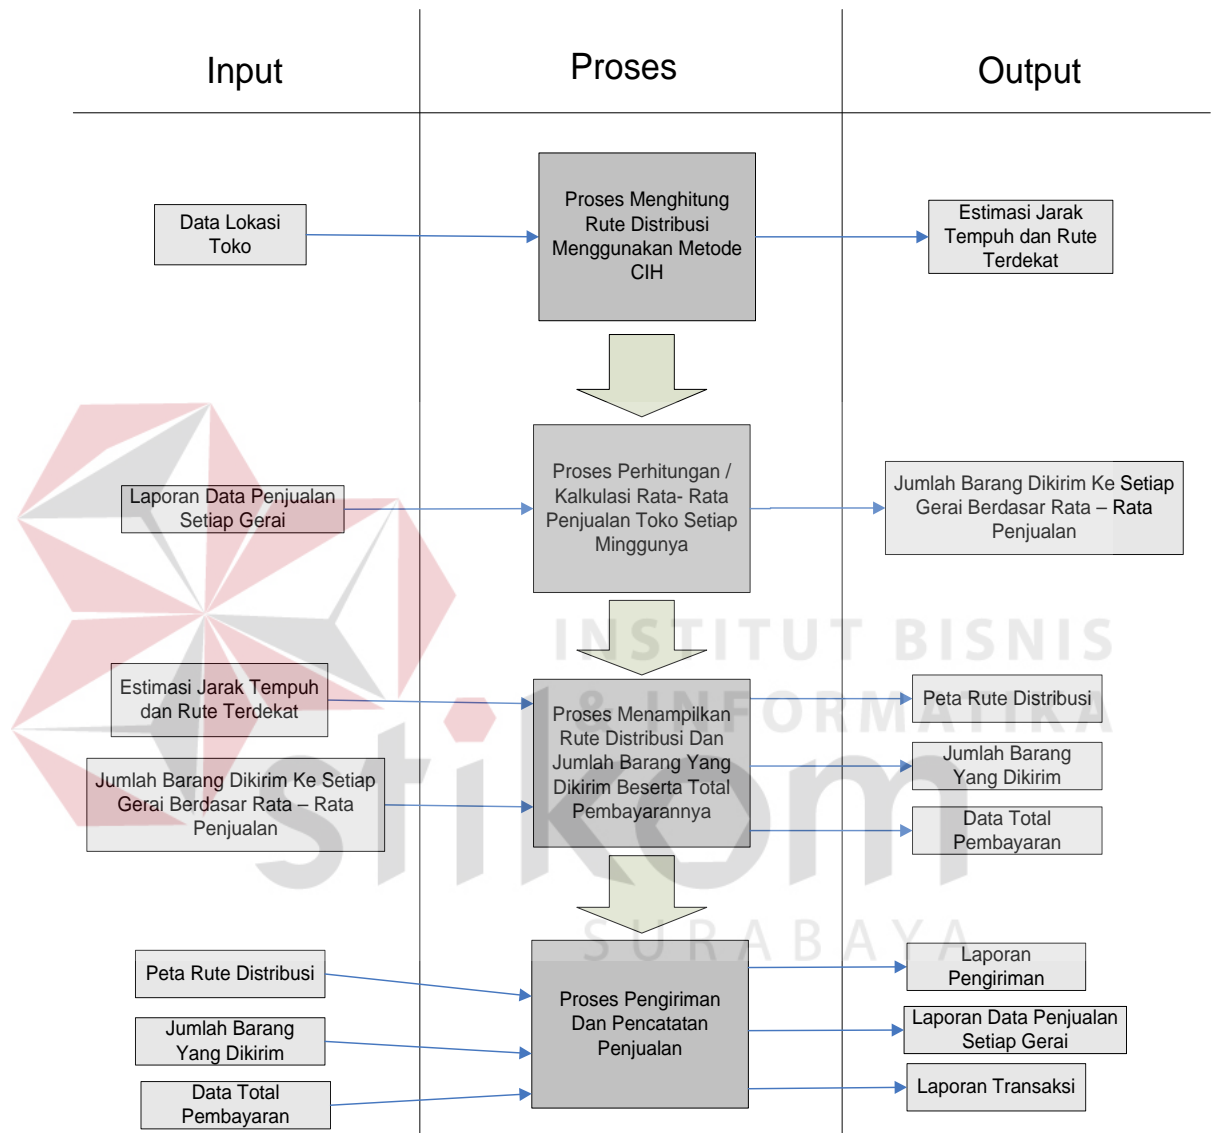 Input
Proses
Output
Data Lokasi
Toko
Proses Menghitung
Rute Distribusi
Menggunakan Metode
CIH
Estimasi Jarak
Tempuh dan Rute
Terdekat
Laporan Data Penjualan
Setiap Gerai
Proses Perhitungan /
Kalkulasi Rata- Rata
Penjualan Toko Setiap
Minggunya
Jumlah Barang Dikirim Ke Setiap
Gerai Berdasar Rata – Rata
Penjualan
INSTITUT BISNIS
& INFORMATIKA
stikom
SURABAYA
Estimasi Jarak Tempuh
dan Rute Terdekat
Jumlah Barang Dikirim Ke Setiap
Gerai Berdasar Rata – Rata
Penjualan
Proses Menampilkan
Rute Distribusi Dan
Jumlah Barang Yang
Dikirim Beserta Total
Pembayarannya
Peta Rute Distribusi
Jumlah Barang
Yang Dikirim
Data Total
Pembayaran
Peta Rute Distribusi
Jumlah Barang
Yang Dikirim
Data Total
Pembayaran
Proses Pengiriman
Dan Pencatatan
Penjualan
Laporan
Pengiriman
Laporan Data Penjualan
Setiap Gerai
Laporan Transaksi